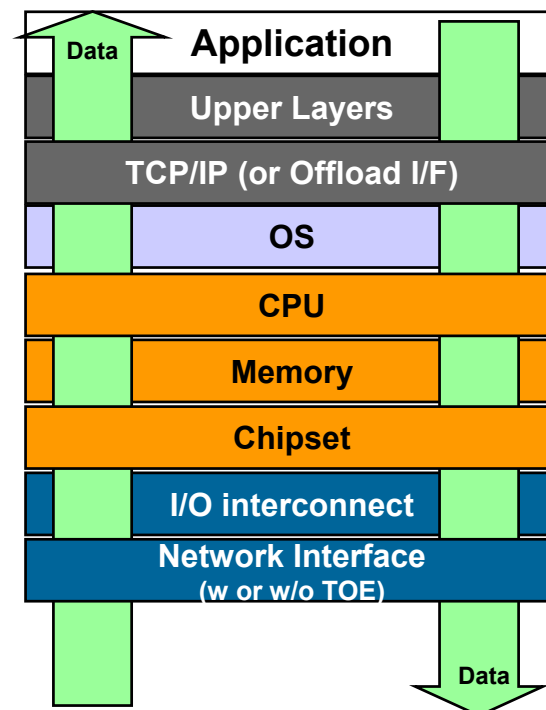 Data
Application
Upper Layers
TCP/IP (or Offload I/F)
OS
CPU
Memory
Chipset
I/O interconnect
Network Interface
(w or w/o TOE)
Data